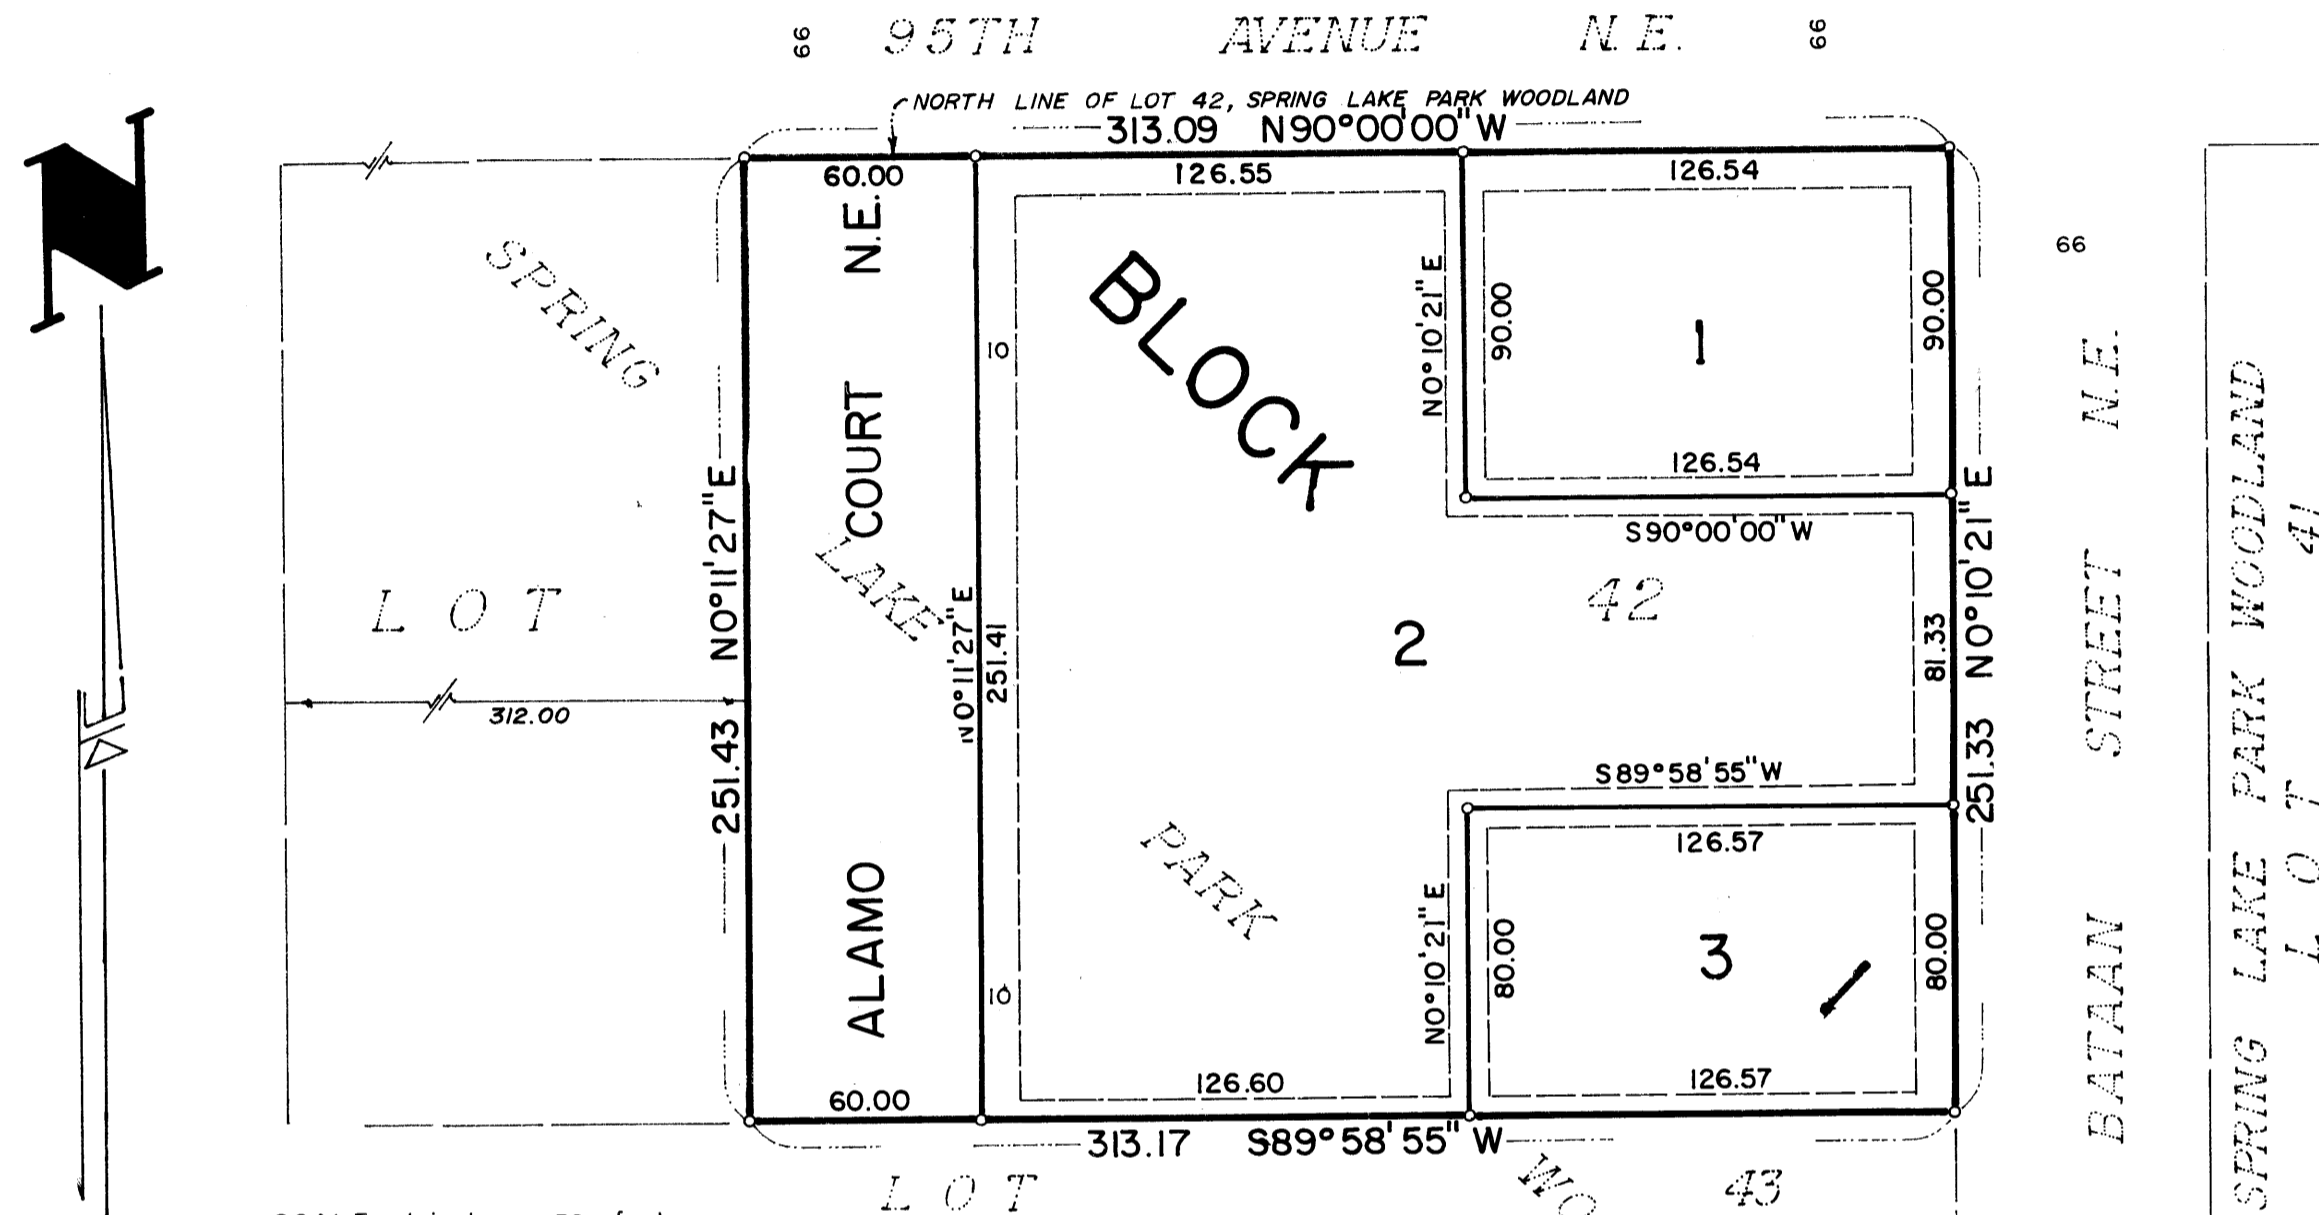 66 95TH AVENUE N.E. 66
NORTH LINE OF LOT 42, SPRING LAKE PARK WOODLAND
313.09 N90°00'00"W
60.00 126.55 126.54
SPRING
LOT
312.00
N0°11'27"E
251.43
ALAMO COURT N.E.
LAKE
N0°11'27"E
251.41
10
10
BLOCK
N0°10'21"E
90.00
1
90.00
126.54
S90°00'00"W
42
2
81.33
N0°10'21"E
251.33
S89°58'55"W
126.57
PARK
N0°10'21"E
80.00
3
1
80.00
60.00 126.60 126.57
313.17 S89°58'55"W
LOT 43
66
BATAAN STREET N.E.
SPRING LAKE PARK WOODLAND
LOT 41